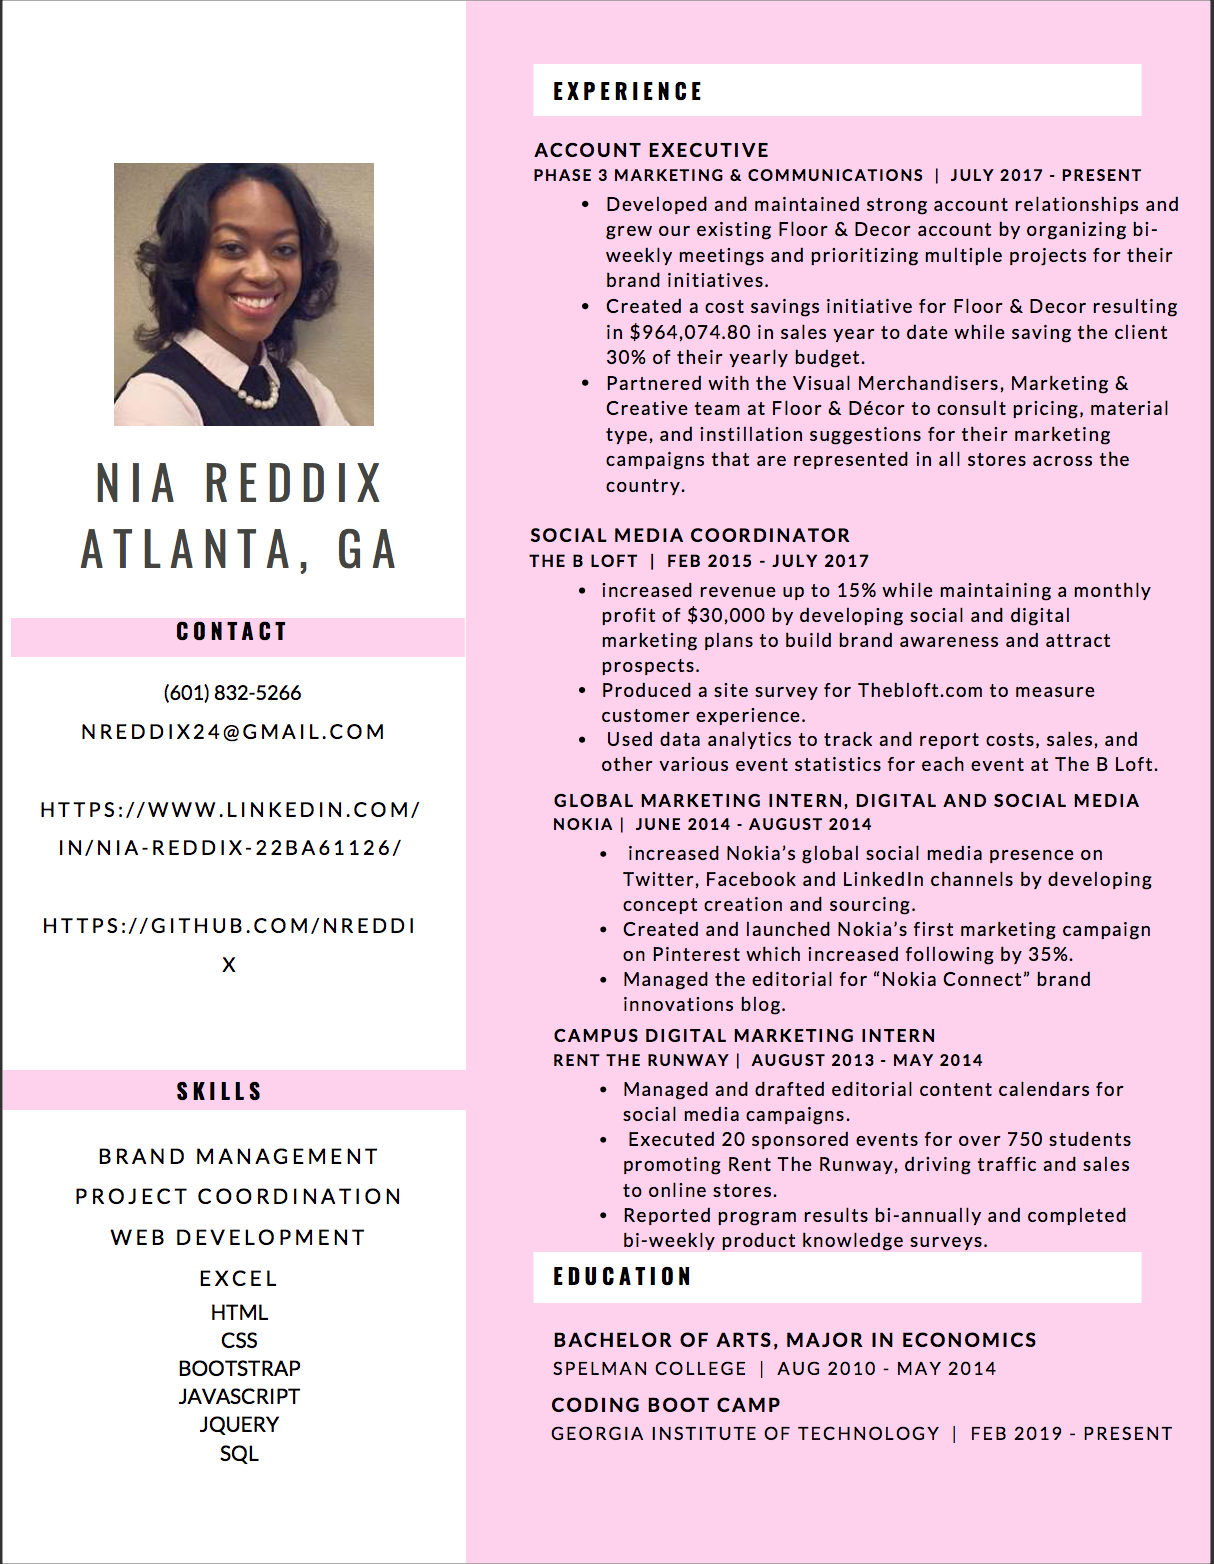 NIA REDDIX
ATLANTA, GA
CONTACT
(601) 832-5266
NREDDIX24@GMAIL.COM
HTTPS://WWW.LINKEDIN.COM/
IN/NIA-REDDIX-22BA61126/
HTTPS://GITHUB.COM/NREDDI
X
SKILLS
BRAND MANAGEMENT
PROJECT COORDINATION
WEB DEVELOPMENT
EXCEL
HTML
CSS
BOOTSTRAP
JAVASCRIPT
JQUERY
SQL
EXPERIENCE
ACCOUNT EXECUTIVE
PHASE 3 MARKETING & COMMUNICATIONS | JULY 2017 - PRESENT
• Developed and maintained strong account relationships and
grew our existing Floor & Decor account by organizing bi-
weekly meetings and prioritizing multiple projects for their
brand initiatives.
• Created a cost savings initiative for Floor & Decor resulting
in $964,074.80 in sales year to date while saving the client
30% of their yearly budget.
• Partnered with the Visual Merchandisers, Marketing &
Creative team at Floor & Décor to consult pricing, material
type, and instillation suggestions for their marketing
campaigns that are represented in all stores across the
country.
SOCIAL MEDIA COORDINATOR
THE B LOFT | FEB 2015 - JULY 2017
• increased revenue up to 15% while maintaining a monthly
profit of $30,000 by developing social and digital
marketing plans to build brand awareness and attract
prospects.
• Produced a site survey for Thebloft.com to measure
customer experience.
• Used data analytics to track and report costs, sales, and
other various event statistics for each event at The B Loft.
GLOBAL MARKETING INTERN, DIGITAL AND SOCIAL MEDIA
NOKIA | JUNE 2014 - AUGUST 2014
• increased Nokia’s global social media presence on
Twitter, Facebook and LinkedIn channels by developing
concept creation and sourcing.
• Created and launched Nokia’s first marketing campaign
on Pinterest which increased following by 35%.
• Managed the editorial for “Nokia Connect” brand
innovations blog.
CAMPUS DIGITAL MARKETING INTERN
RENT THE RUNWAY | AUGUST 2013 - MAY 2014
• Managed and drafted editorial content calendars for
social media campaigns.
• Executed 20 sponsored events for over 750 students
promoting Rent The Runway, driving traffic and sales
to online stores.
• Reported program results bi-annually and completed
bi-weekly product knowledge surveys.
EDUCATION
BACHELOR OF ARTS, MAJOR IN ECONOMICS
SPELMAN COLLEGE | AUG 2010 - MAY 2014
CODING BOOT CAMP
GEORGIA INSTITUTE OF TECHNOLOGY | FEB 2019 - PRESENT